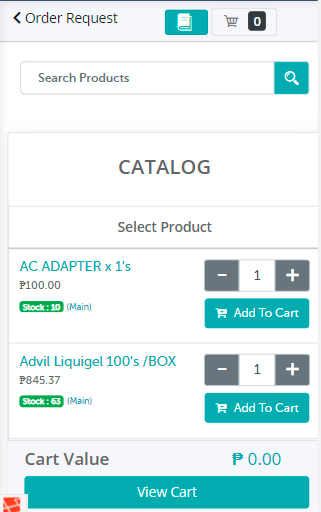 Order Request
0
Search Products
CATALOG
Select Product
AC ADAPTER x 1's
₱100.00
Stock : 10 (Main)
- 1 +
Add To Cart
Advil Liquigel 100's /BOX
₱845.37
Stock : 63 (Main)
- 1 +
Add To Cart
Cart Value ₱ 0.00
View Cart